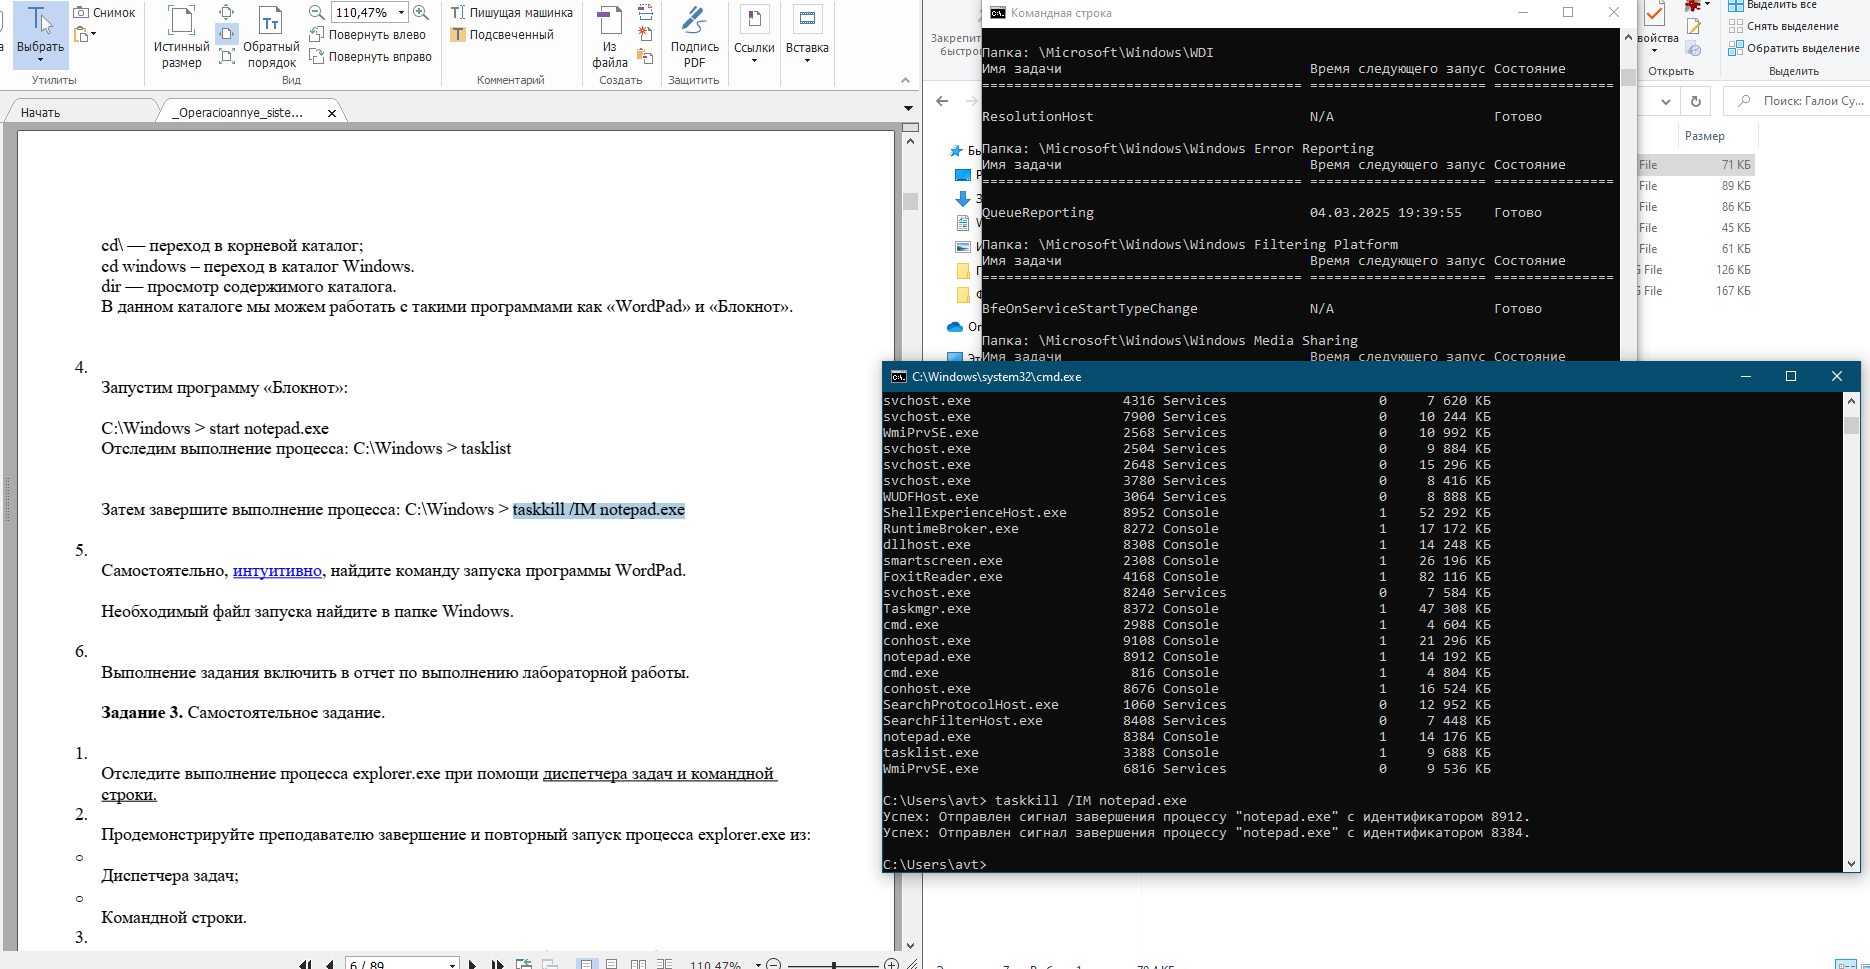 Выбрать
Снимок
Утилиты
Истинный размер
Обратный порядок
110,47%
Повернуть влево
Повернуть вправо
Вид
Пишущая машинка
Подсвеченный
Комментарий
Из файла
Создать
Подпись PDF
Защитить
Ссылки
Вставка
Начать
_Operacioannye_siste...
cd\ — переход в корневой каталог;
cd windows – переход в каталог Windows.
dir — просмотр содержимого каталога.
В данном каталоге мы можем работать с такими программами как «WordPad» и «Блокнот».
4.
Запустим программу «Блокнот»:
C:\Windows > start notepad.exe
Отследим выполнение процесса: C:\Windows > tasklist
Затем завершите выполнение процесса: C:\Windows > taskkill /IM notepad.exe
5.
Самостоятельно, интуитивно, найдите команду запуска программы WordPad.
Необходимый файл запуска найдите в папке Windows.
6.
Выполнение задания включить в отчет по выполнению лабораторной работы.
Задание 3. Самостоятельное задание.
1.
Отследите выполнение процесса explorer.exe при помощи диспетчера задач и командной
строки.
2.
Продемонстрируйте преподавателю завершение и повторный запуск процесса explorer.exe из:
Диспетчера задач;
Командной строки.
3.
6 / 89
110,47%
Командная строка
Папка: \Microsoft\Windows\WDI
Имя задачи Время следующего запус Состояние
======================================== ====================== ===============
ResolutionHost N/A Готово
Папка: \Microsoft\Windows\Windows Error Reporting
Имя задачи Время следующего запус Состояние
======================================== ====================== ===============
QueueReporting 04.03.2025 19:39:55 Готово
Папка: \Microsoft\Windows\Windows Filtering Platform
Имя задачи Время следующего запус Состояние
======================================== ====================== ===============
BfeOnServiceStartTypeChange N/A Готово
Папка: \Microsoft\Windows\Windows Media Sharing
Имя задачи Время следующего запус Состояние
C:\Windows\system32\cmd.exe
svchost.exe 4316 Services 0 7 620 КБ
svchost.exe 7900 Services 0 10 244 КБ
WmiPrvSE.exe 2568 Services 0 10 992 КБ
svchost.exe 2504 Services 0 9 884 КБ
svchost.exe 2648 Services 0 15 296 КБ
svchost.exe 3780 Services 0 8 416 КБ
WUDFHost.exe 3064 Services 0 8 888 КБ
ShellExperienceHost.exe 8952 Console 1 52 292 КБ
RuntimeBroker.exe 8272 Console 1 17 172 КБ
dllhost.exe 8308 Console 1 14 248 КБ
smartscreen.exe 2308 Console 1 26 196 КБ
FoxitReader.exe 4168 Console 1 82 116 КБ
svchost.exe 8240 Services 0 7 584 КБ
Taskmgr.exe 8372 Console 1 47 308 КБ
cmd.exe 2988 Console 1 4 604 КБ
conhost.exe 9108 Console 1 21 296 КБ
notepad.exe 8912 Console 1 14 192 КБ
cmd.exe 816 Console 1 4 804 КБ
conhost.exe 8676 Console 1 16 524 КБ
SearchProtocolHost.exe 1060 Services 0 12 952 КБ
SearchFilterHost.exe 8408 Services 0 7 448 КБ
notepad.exe 8384 Console 1 14 176 КБ
tasklist.exe 3388 Console 1 9 688 КБ
WmiPrvSE.exe 6816 Services 0 9 536 КБ
C:\Users\avt> taskkill /IM notepad.exe
Успех: Отправлен сигнал завершения процессу "notepad.exe" с идентификатором 8912.
Успех: Отправлен сигнал завершения процессу "notepad.exe" с идентификатором 8384.
C:\Users\avt>
Выделить все
Снять выделение
Обратить выделение
Открыть
Выделить
Поиск: Галои Су...
Размер
File 71 КБ
File 89 КБ
File 86 КБ
File 45 КБ
File 61 КБ
File 126 КБ
File 167 КБ